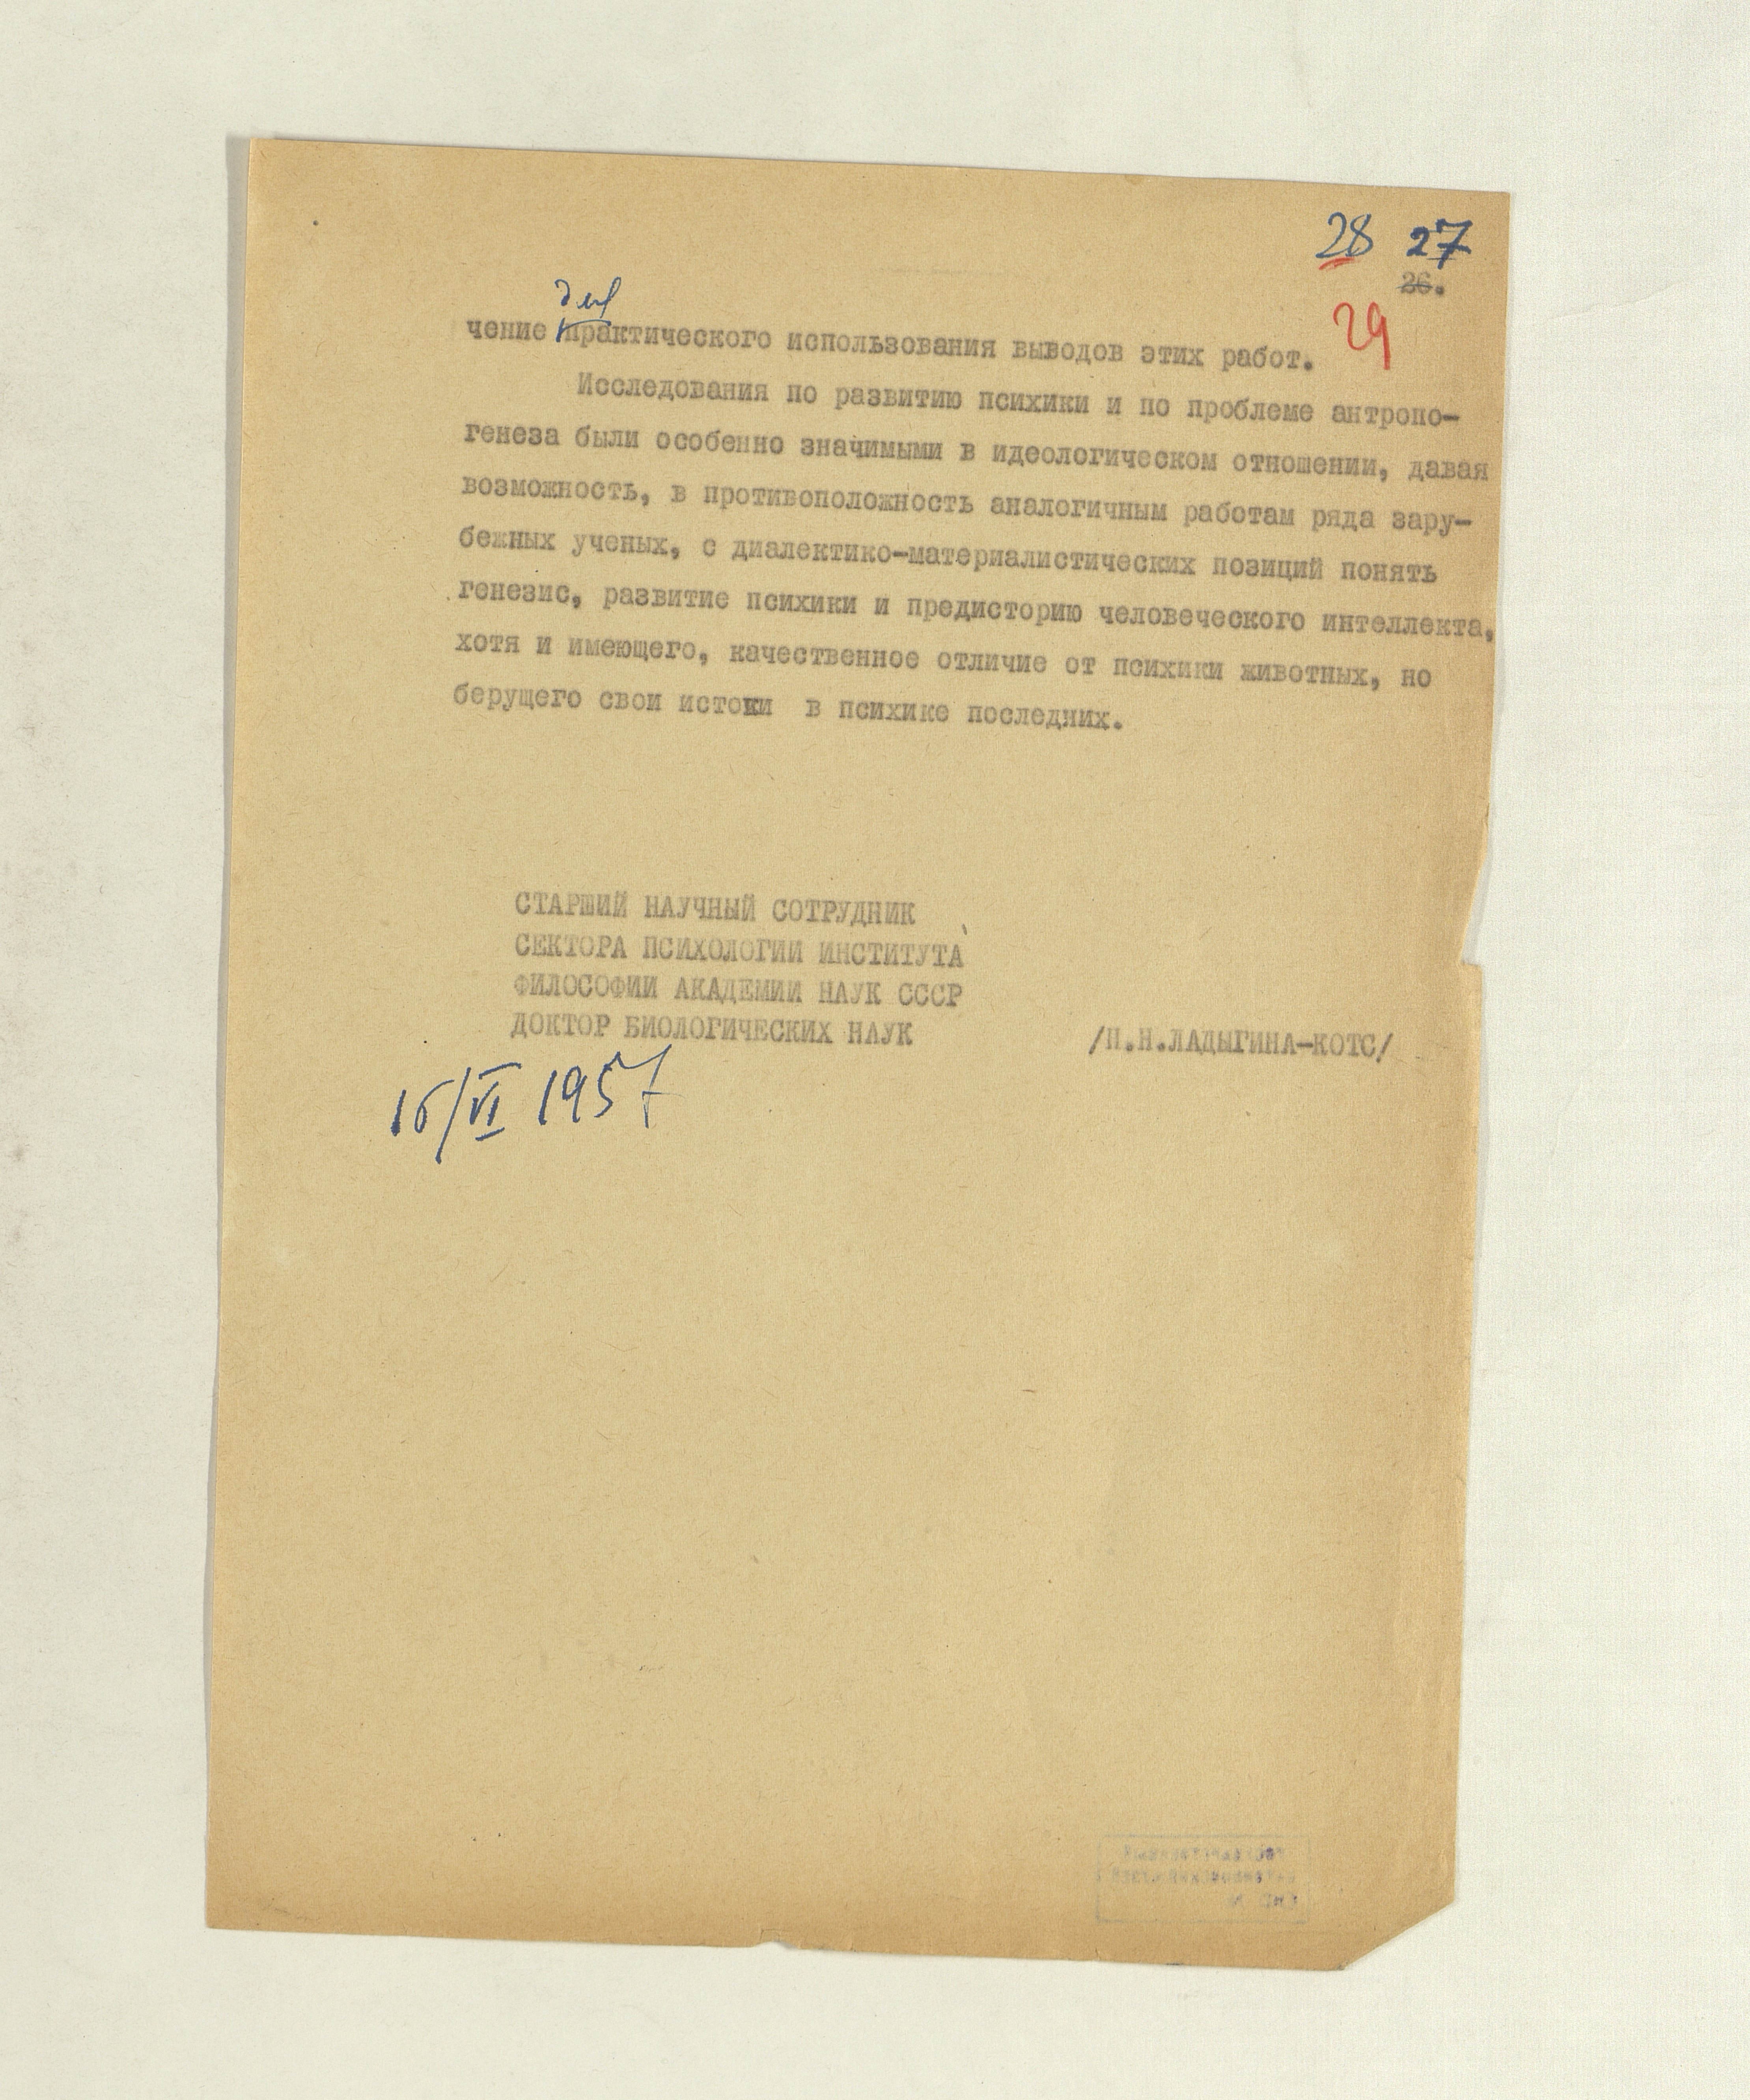 28 27
26.
29
для
чение практического использования выводов этих работ.
Исследования по развитию психики и по проблеме антропо-
генеза были особенно значимыми в идеологическом отношении, давая
возможность, в противоположность аналогичным работам ряда зару-
бежных ученых, с диалектико-материалистических позиций понять
генезис, развитие психики и предисторию человеческого интеллекта,
хотя и имеющего, качественное отличие от психики животных, но
берущего свои истоки в психике последних.
СТАРШИЙ НАУЧНЫЙ СОТРУДНИК
СЕКТОРА ПСИХОЛОГИИ ИНСТИТУТА
ФИЛОСОФИИ АКАДЕМИИ НАУК СССР
ДОКТОР БИОЛОГИЧЕСКИХ НАУК /Н.Н.ЛАДЫГИНА-КОТС/
16/VI 1957